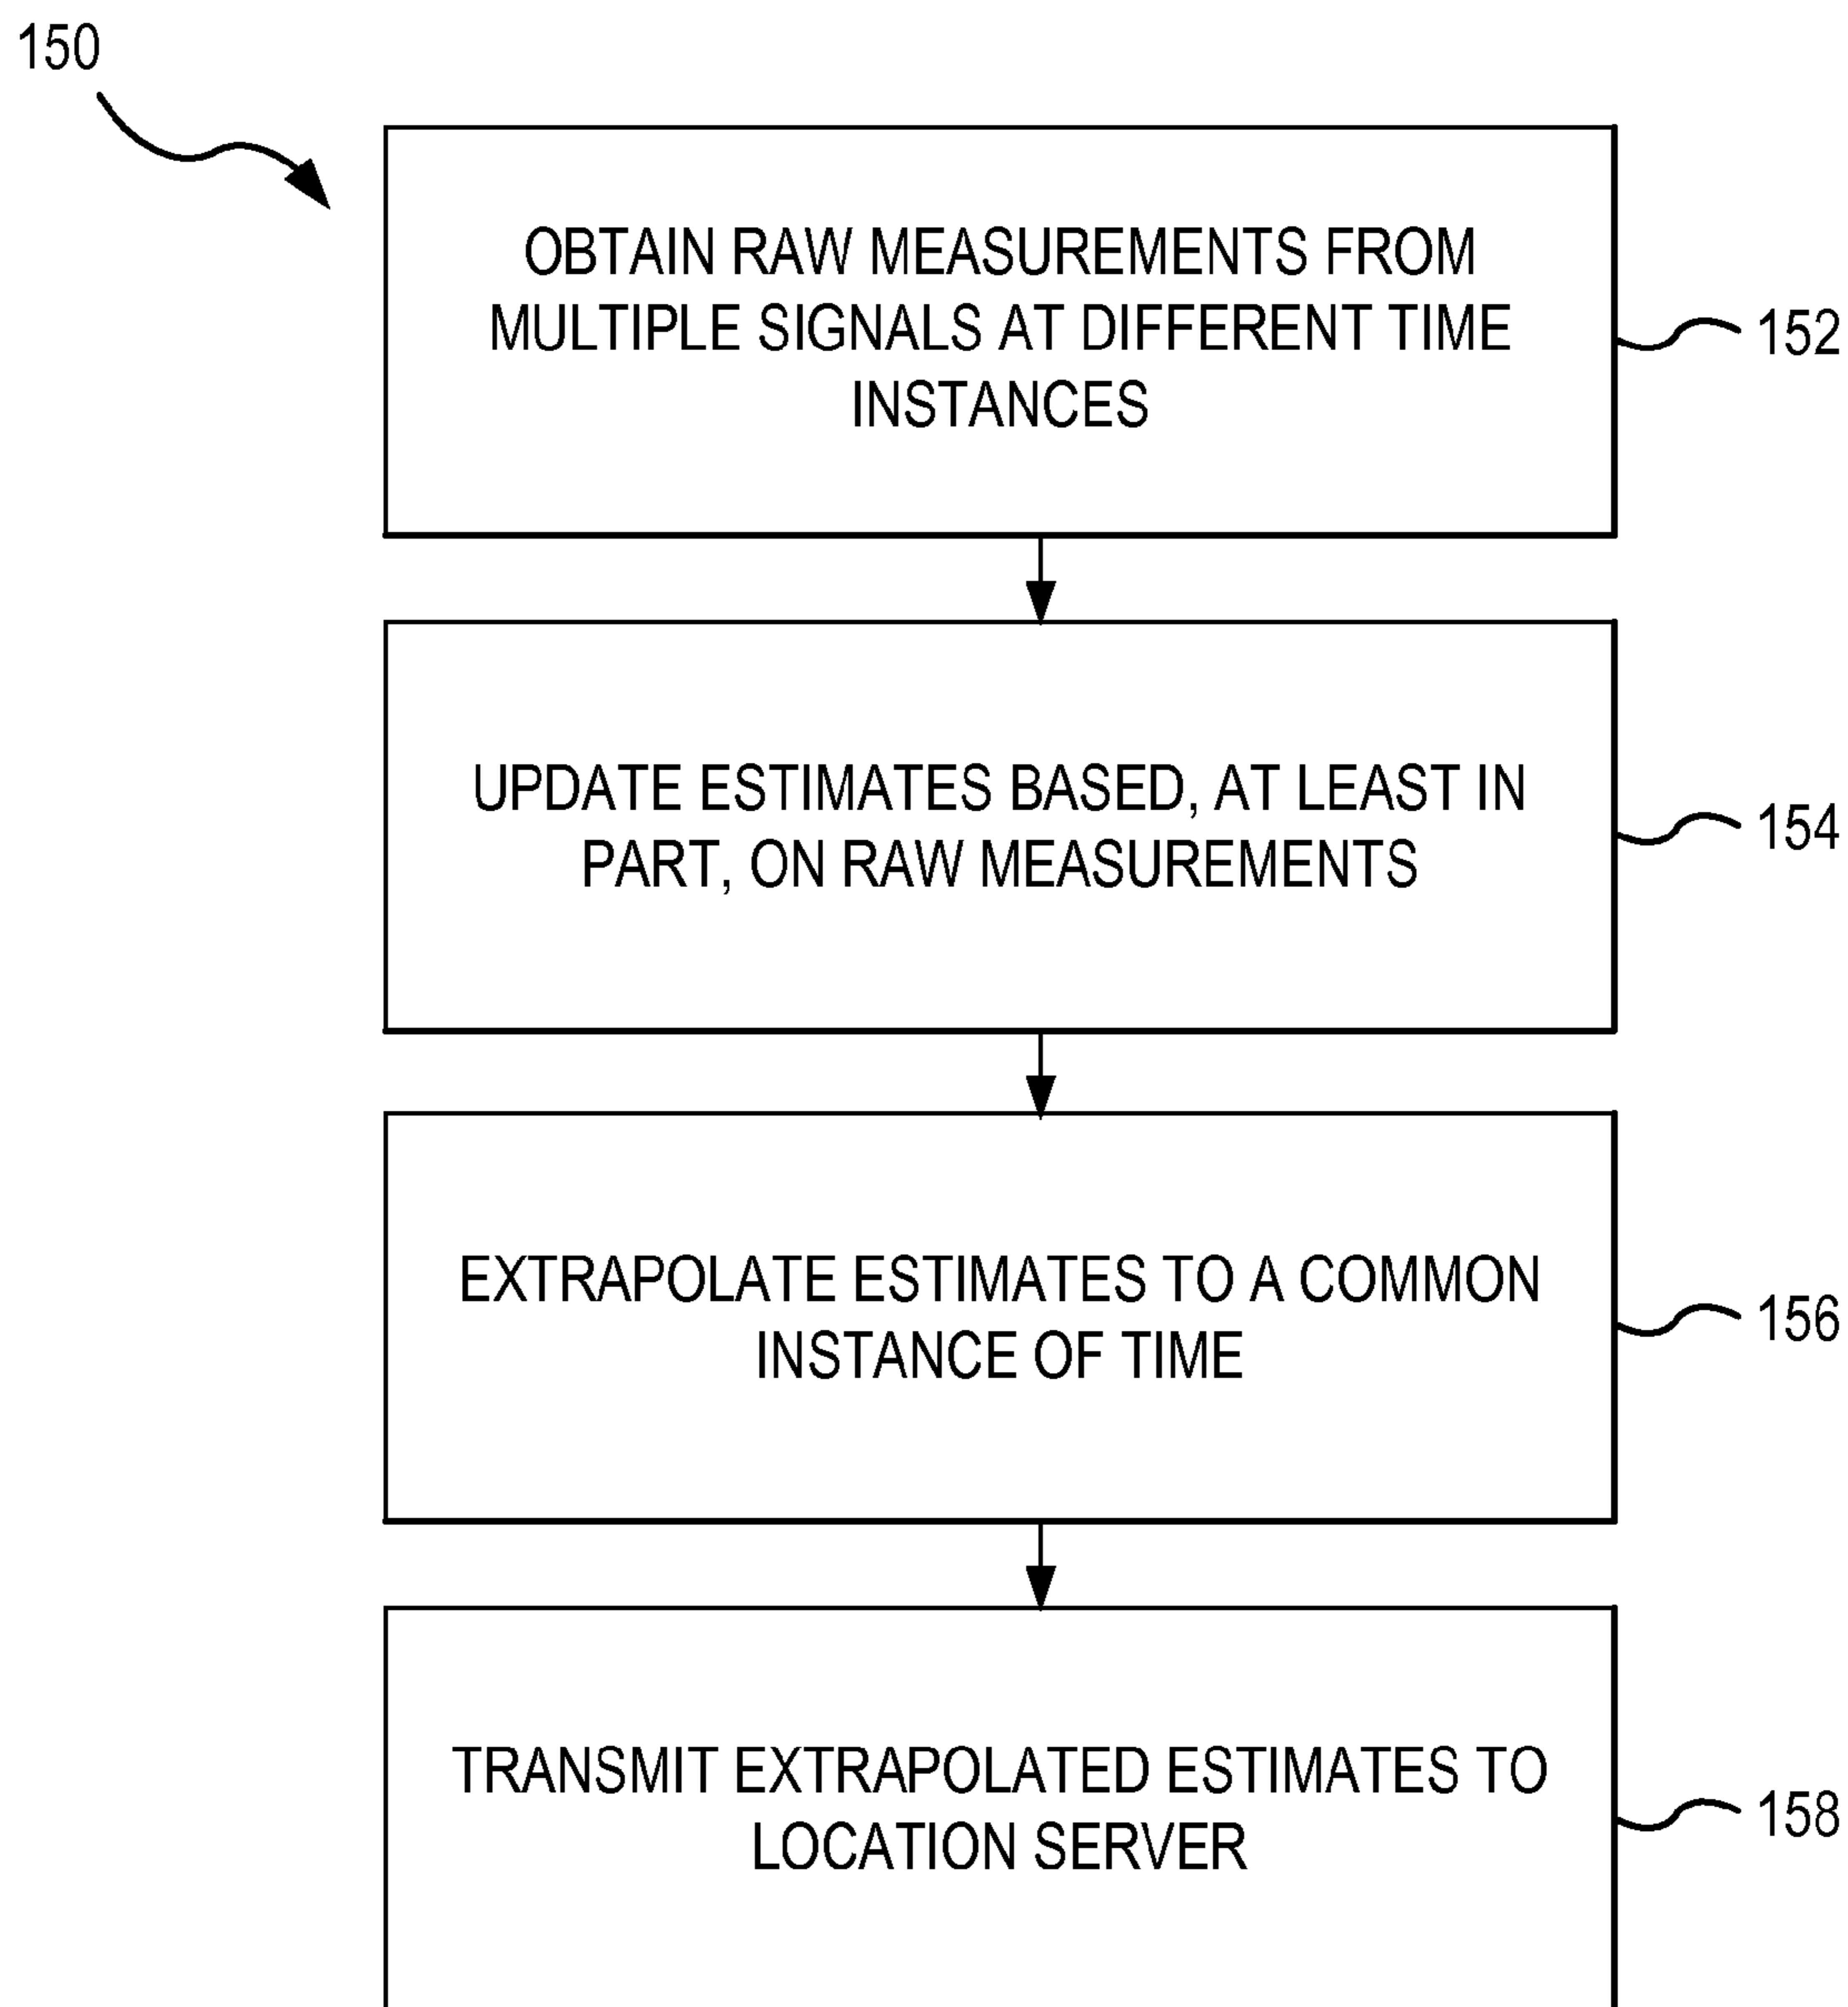 150
OBTAIN RAW MEASUREMENTS FROM
MULTIPLE SIGNALS AT DIFFERENT TIME
INSTANCES
152
UPDATE ESTIMATES BASED, AT LEAST IN
PART, ON RAW MEASUREMENTS
154
EXTRAPOLATE ESTIMATES TO A COMMON
INSTANCE OF TIME
156
TRANSMIT EXTRAPOLATED ESTIMATES TO
LOCATION SERVER
158